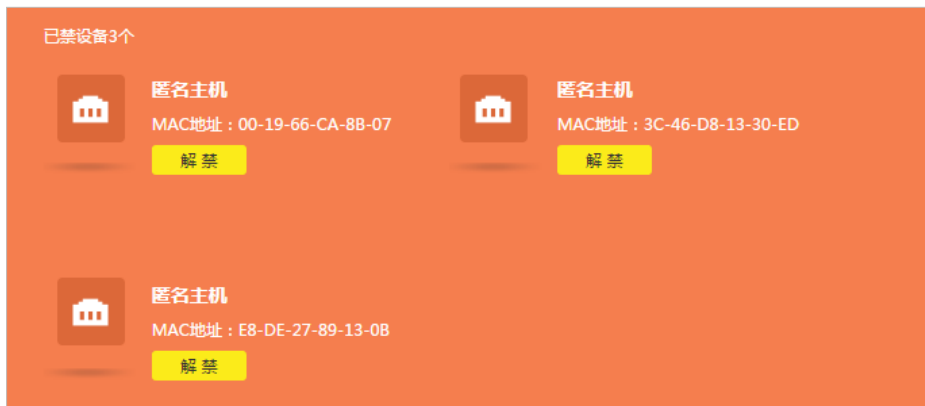 已禁设备3个
匿名主机
MAC地址：00-19-66-CA-8B-07
解 禁
匿名主机
MAC地址：3C-46-D8-13-30-ED
解 禁
匿名主机
MAC地址：E8-DE-27-89-13-0B
解 禁